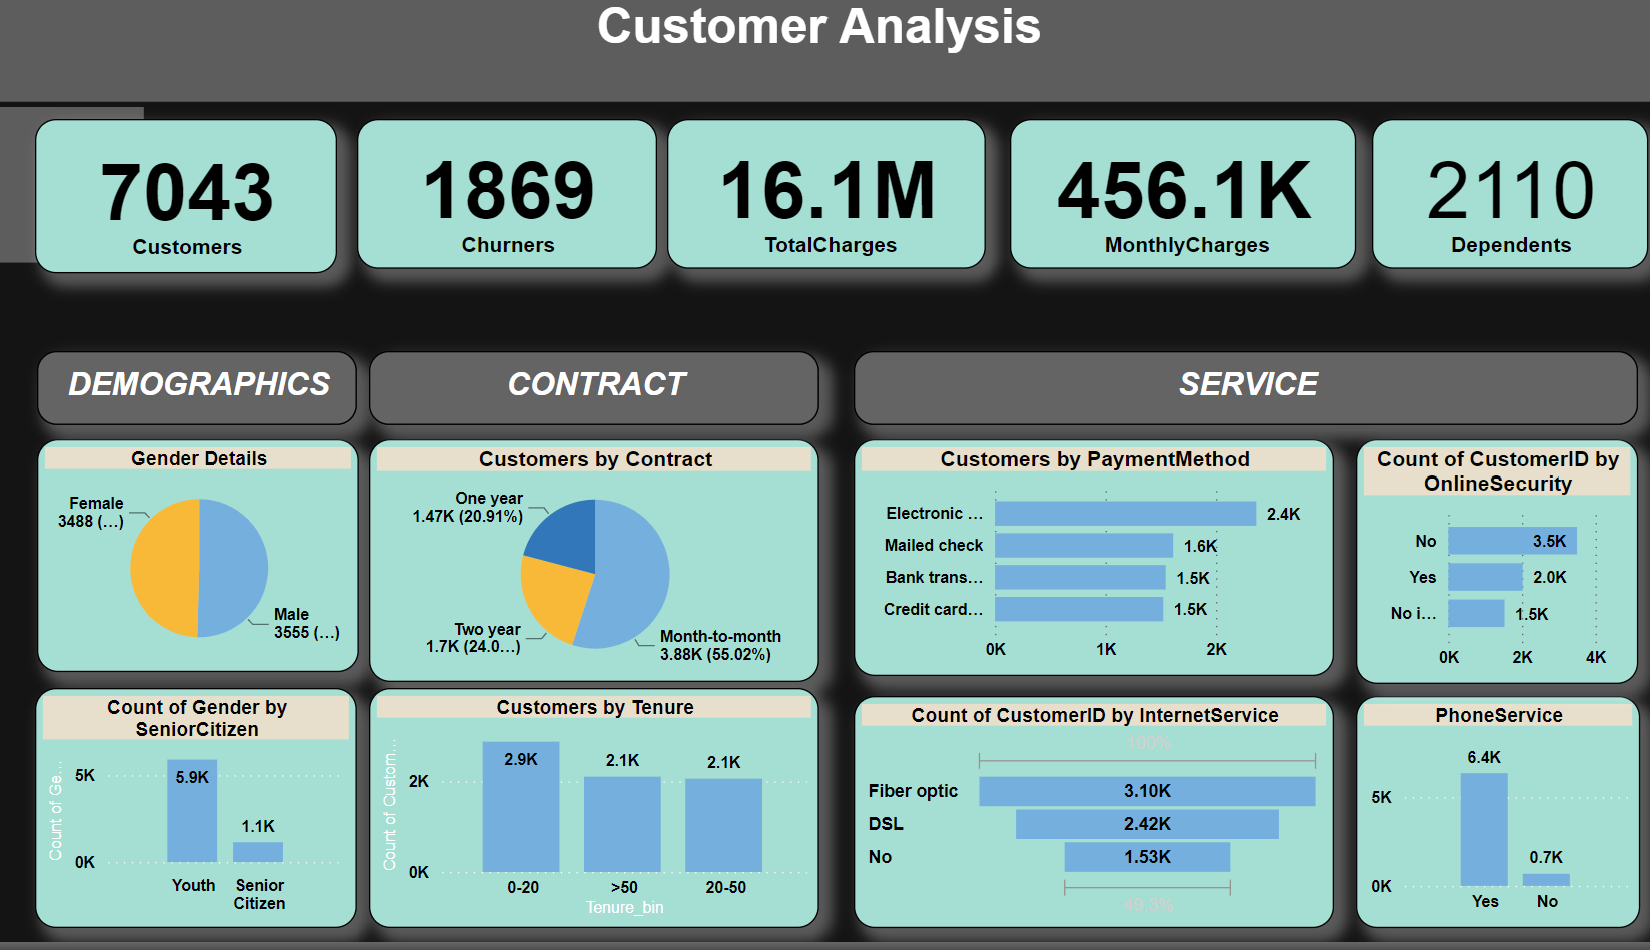 Customer Analysis
7043
Customers
1869
Churners
16.1M
TotalCharges
456.1K
MonthlyCharges
2110
Dependents
DEMOGRAPHICS
CONTRACT
SERVICE
Gender Details
Female
3488 (...)
Male
3555 (...)
Customers by Contract
One year
1.47K (20.91%)
Two year
1.7K (24.0...)
Month-to-month
3.88K (55.02%)
Customers by PaymentMethod
Electronic ...
2.4K
Mailed check
1.6K
Bank trans...
1.5K
Credit card...
1.5K
0K
1K
2K
Count of CustomerID by
OnlineSecurity
No
3.5K
Yes
2.0K
No i...
1.5K
0K
2K
4K
Count of Gender by
SeniorCitizen
Count of Ge...
5K
0K
5.9K
1.1K
Youth
Senior
Citizen
Customers by Tenure
Count of Custom...
2K
0K
2.9K
2.1K
2.1K
0-20
>50
20-50
Tenure_bin
Count of CustomerID by InternetService
100%
Fiber optic
3.10K
DSL
2.42K
No
1.53K
49.3%
PhoneService
6.4K
5K
0.7K
0K
Yes
No